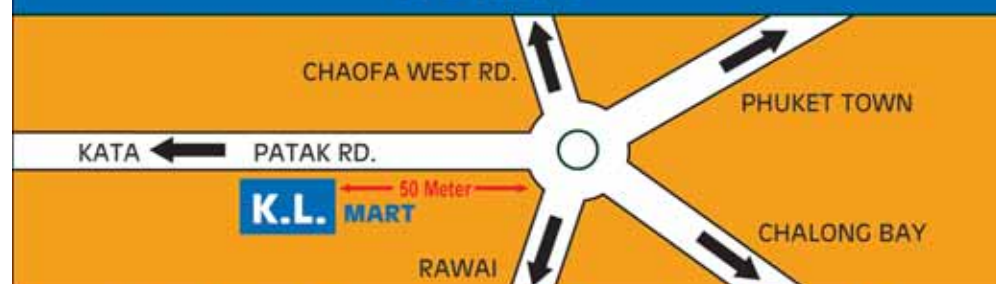 CHAOFA WEST RD.
PHUKET TOWN
KATA
PATAK RD.
50 Meter
K.L. MART
CHALONG BAY
RAWAI